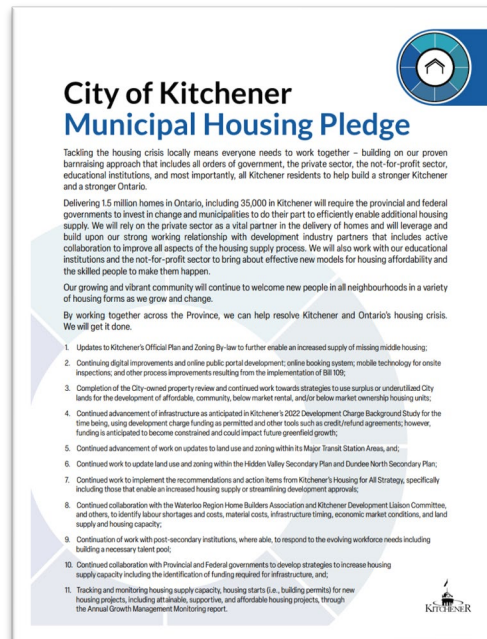 City of Kitchener
Municipal Housing Pledge
Tackling the housing crisis locally means everyone needs to work together – building on our proven
barnraising approach that includes all orders of government, the private sector, the not-for-profit sector,
educational institutions, and most importantly, all Kitchener residents to help build a stronger Kitchener
and a stronger Ontario.
Delivering 1.5 million homes in Ontario, including 35,000 in Kitchener will require the provincial and federal
governments to invest in change and municipalities to do their part to efficiently enable additional housing
supply. We will rely on the private sector as a vital partner in the delivery of homes and will leverage and
build upon our strong working relationship with development industry partners that includes active
collaboration to improve all aspects of the housing supply process. We will also work with our educational
institutions and the not-for-profit sector to bring about effective new models for housing affordability and
the skilled people to make them happen.
Our growing and vibrant community will continue to welcome new people in all neighbourhoods in a variety
of housing forms as we grow and change.
By working together across the Province, we can help resolve Kitchener and Ontario's housing crisis.
We will get it done.
1. Updates to Kitchener's Official Plan and Zoning By-law to further enable an increased supply of missing middle housing;
2. Continuing digital improvements and online public portal development; online booking system; mobile technology for onsite
inspections; and other process improvements resulting from the implementation of Bill 109;
3. Completion of the City-owned property review and continued work towards strategies to use surplus or underutilized City
lands for the development of affordable, community, below market rental, and/or below market ownership housing units;
4. Continued advancement of infrastructure as anticipated in Kitchener's 2022 Development Charge Background Study for the
time being, using development charge funding as permitted and other tools such as credit/refund agreements; however,
funding is anticipated to become constrained and could impact future greenfield growth;
5. Continued advancement of work on updates to land use and zoning within its Major Transit Station Areas, and;
6. Continued work to update land use and zoning within the Hidden Valley Secondary Plan and Dundee North Secondary Plan;
7. Continued work to implement the recommendations and action items from Kitchener's Housing for All Strategy, specifically
including those that enable an increased housing supply or streamlining development approvals;
8. Continued collaboration with the Waterloo Region Home Builders Association and Kitchener Development Liaison Committee,
and others, to identify labour shortages and costs, material costs, infrastructure timing, economic market conditions, and land
supply and housing capacity;
9. Continuation of work with post-secondary institutions, where able, to respond to the evolving workforce needs including
building a necessary talent pool;
10. Continued collaboration with Provincial and Federal governments to develop strategies to increase housing
supply capacity including the identification of funding required for infrastructure, and;
11. Tracking and monitoring housing supply capacity, housing starts (i.e., building permits) for new
housing projects, including attainable, supportive, and affordable housing projects, through
the Annual Growth Management Monitoring report.
KITCHENER